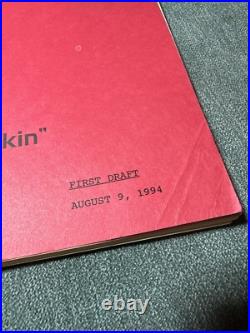 kin"
FIRST DRAFT
AUGUST 9, 1994